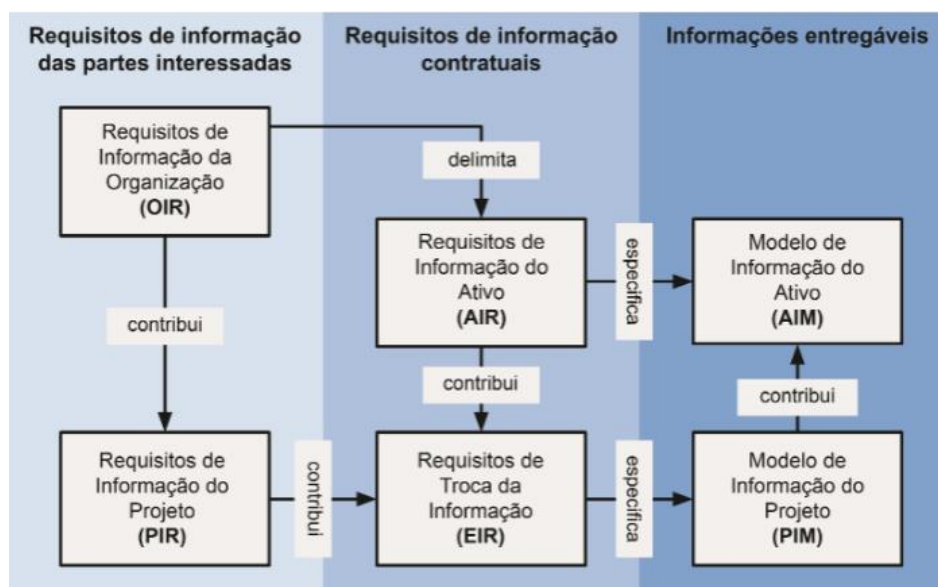 Requisitos de informação
das partes interessadas
Requisitos de informação
contratuais
Informações entregáveis
Requisitos de
Informação da
Organização
(OIR)
delimita
Requisitos de
Informação do
Ativo
(AIR)
especifica
Modelo de
Informação do
Ativo
(AIM)
contribui
contribui
contribui
Requisitos de
Informação do
Projeto
(PIR)
contribui
Requisitos de
Troca da
Informação
(EIR)
especifica
Modelo de
Informação do
Projeto
(PIM)